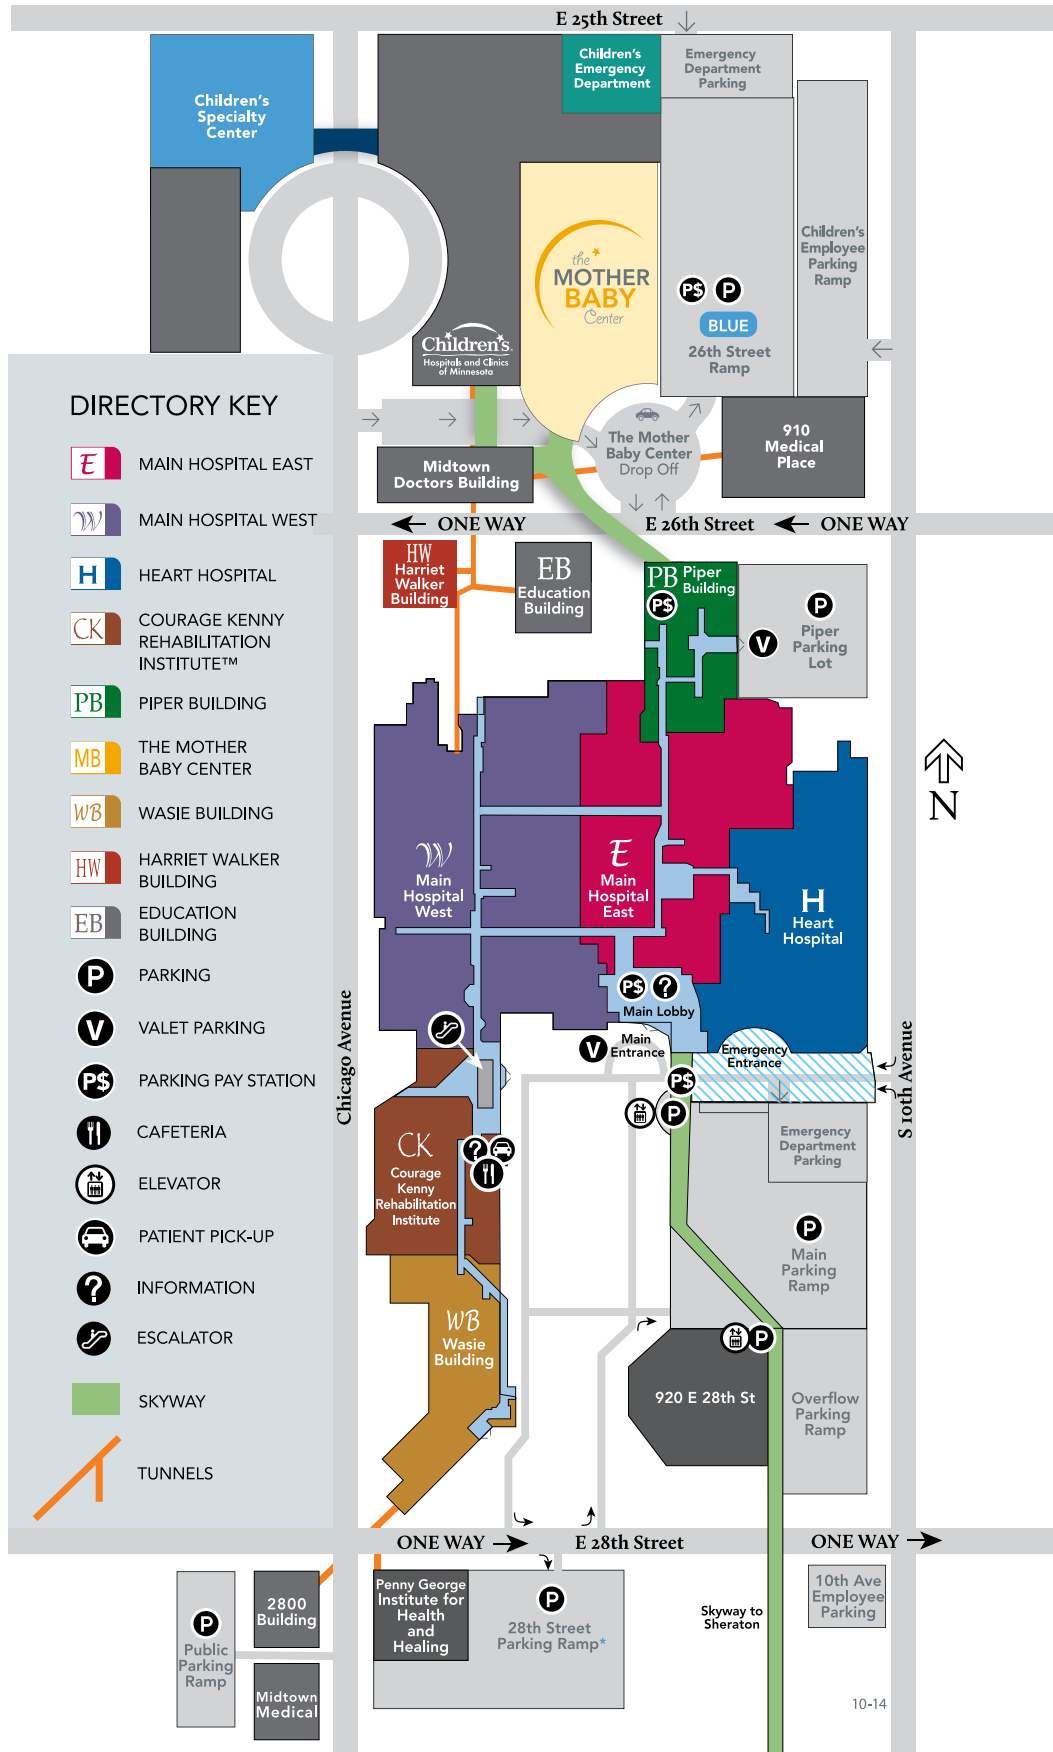 E 25th Street
Children's
Specialty
Center
Children's
Emergency
Department
Emergency
Department
Parking
Children's
Employee
Parking
Ramp
the
MOTHER
BABY
Center
P$
P
BLUE
26th Street
Ramp
Children's
Hospitals and Clinics
of Minnesota
The Mother
Baby Center
Drop Off
910
Medical
Place
Midtown
Doctors Building
ONE WAY
E 26th Street
ONE WAY
DIRECTORY KEY
E
MAIN HOSPITAL EAST
W
MAIN HOSPITAL WEST
H
HEART HOSPITAL
CK
COURAGE KENNY
REHABILITATION
INSTITUTE™
PB
PIPER BUILDING
MB
THE MOTHER
BABY CENTER
WB
WASIE BUILDING
HW
HARRIET WALKER
BUILDING
EB
EDUCATION
BUILDING
P
PARKING
V
VALET PARKING
P$
PARKING PAY STATION
CAFETERIA
ELEVATOR
PATIENT PICK-UP
?
INFORMATION
ESCALATOR
SKYWAY
TUNNELS
HW
Harriet
Walker
Building
EB
Education
Building
PB Piper
Building
P$
V
P
Piper
Parking
Lot
N
W
Main
Hospital
West
E
Main
Hospital
East
H
Heart
Hospital
P$
?
Main Lobby
V
Main
Entrance
Emergency
Entrance
P$
P
Chicago Avenue
S 10th Avenue
Emergency
Department
Parking
CK
Courage
Kenny
Rehabilitation
Institute
?
P
Main
Parking
Ramp
WB
Wasie
Building
P
920 E 28th St
Overflow
Parking
Ramp
ONE WAY
E 28th Street
ONE WAY
P
Public
Parking
Ramp
2800
Building
Midtown
Medical
Penny George
Institute for
Health
and
Healing
P
28th Street
Parking Ramp*
Skyway to
Sheraton
10th Ave
Employee
Parking
10-14